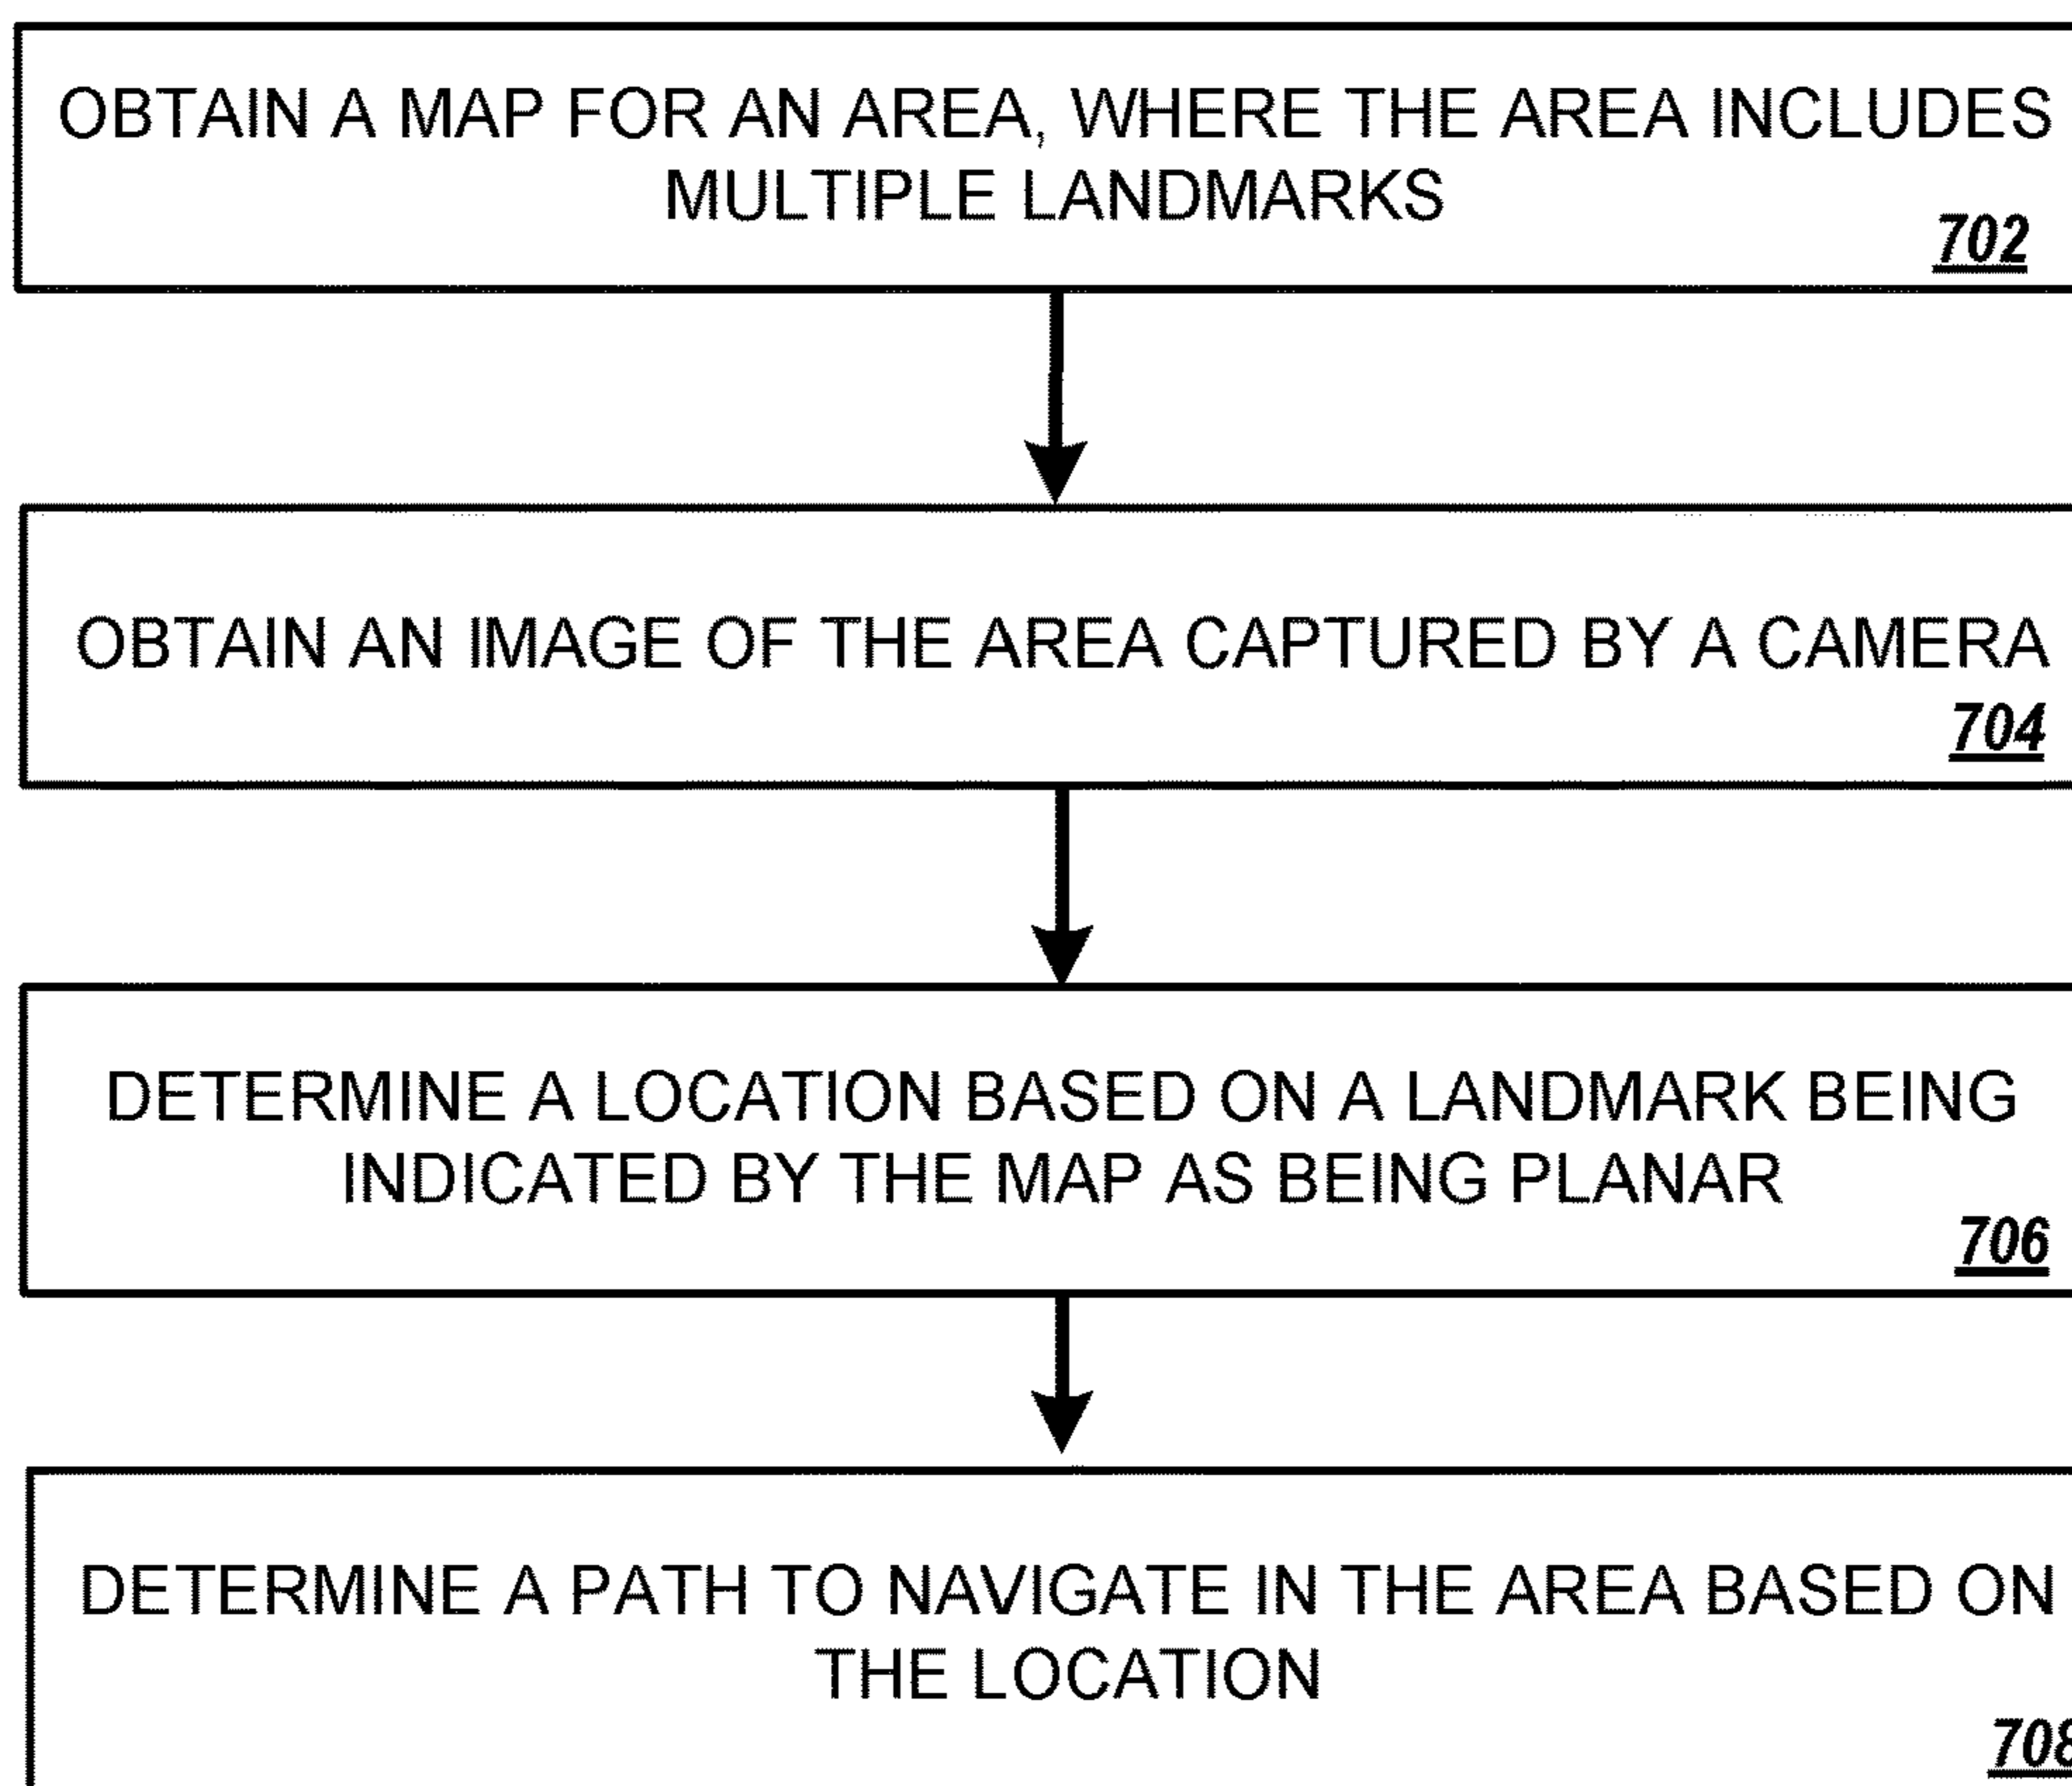 OBTAIN A MAP FOR AN AREA, WHERE THE AREA INCLUDES
MULTIPLE LANDMARKS
702
OBTAIN AN IMAGE OF THE AREA CAPTURED BY A CAMERA
704
DETERMINE A LOCATION BASED ON A LANDMARK BEING
INDICATED BY THE MAP AS BEING PLANAR
706
DETERMINE A PATH TO NAVIGATE IN THE AREA BASED ON
THE LOCATION
708